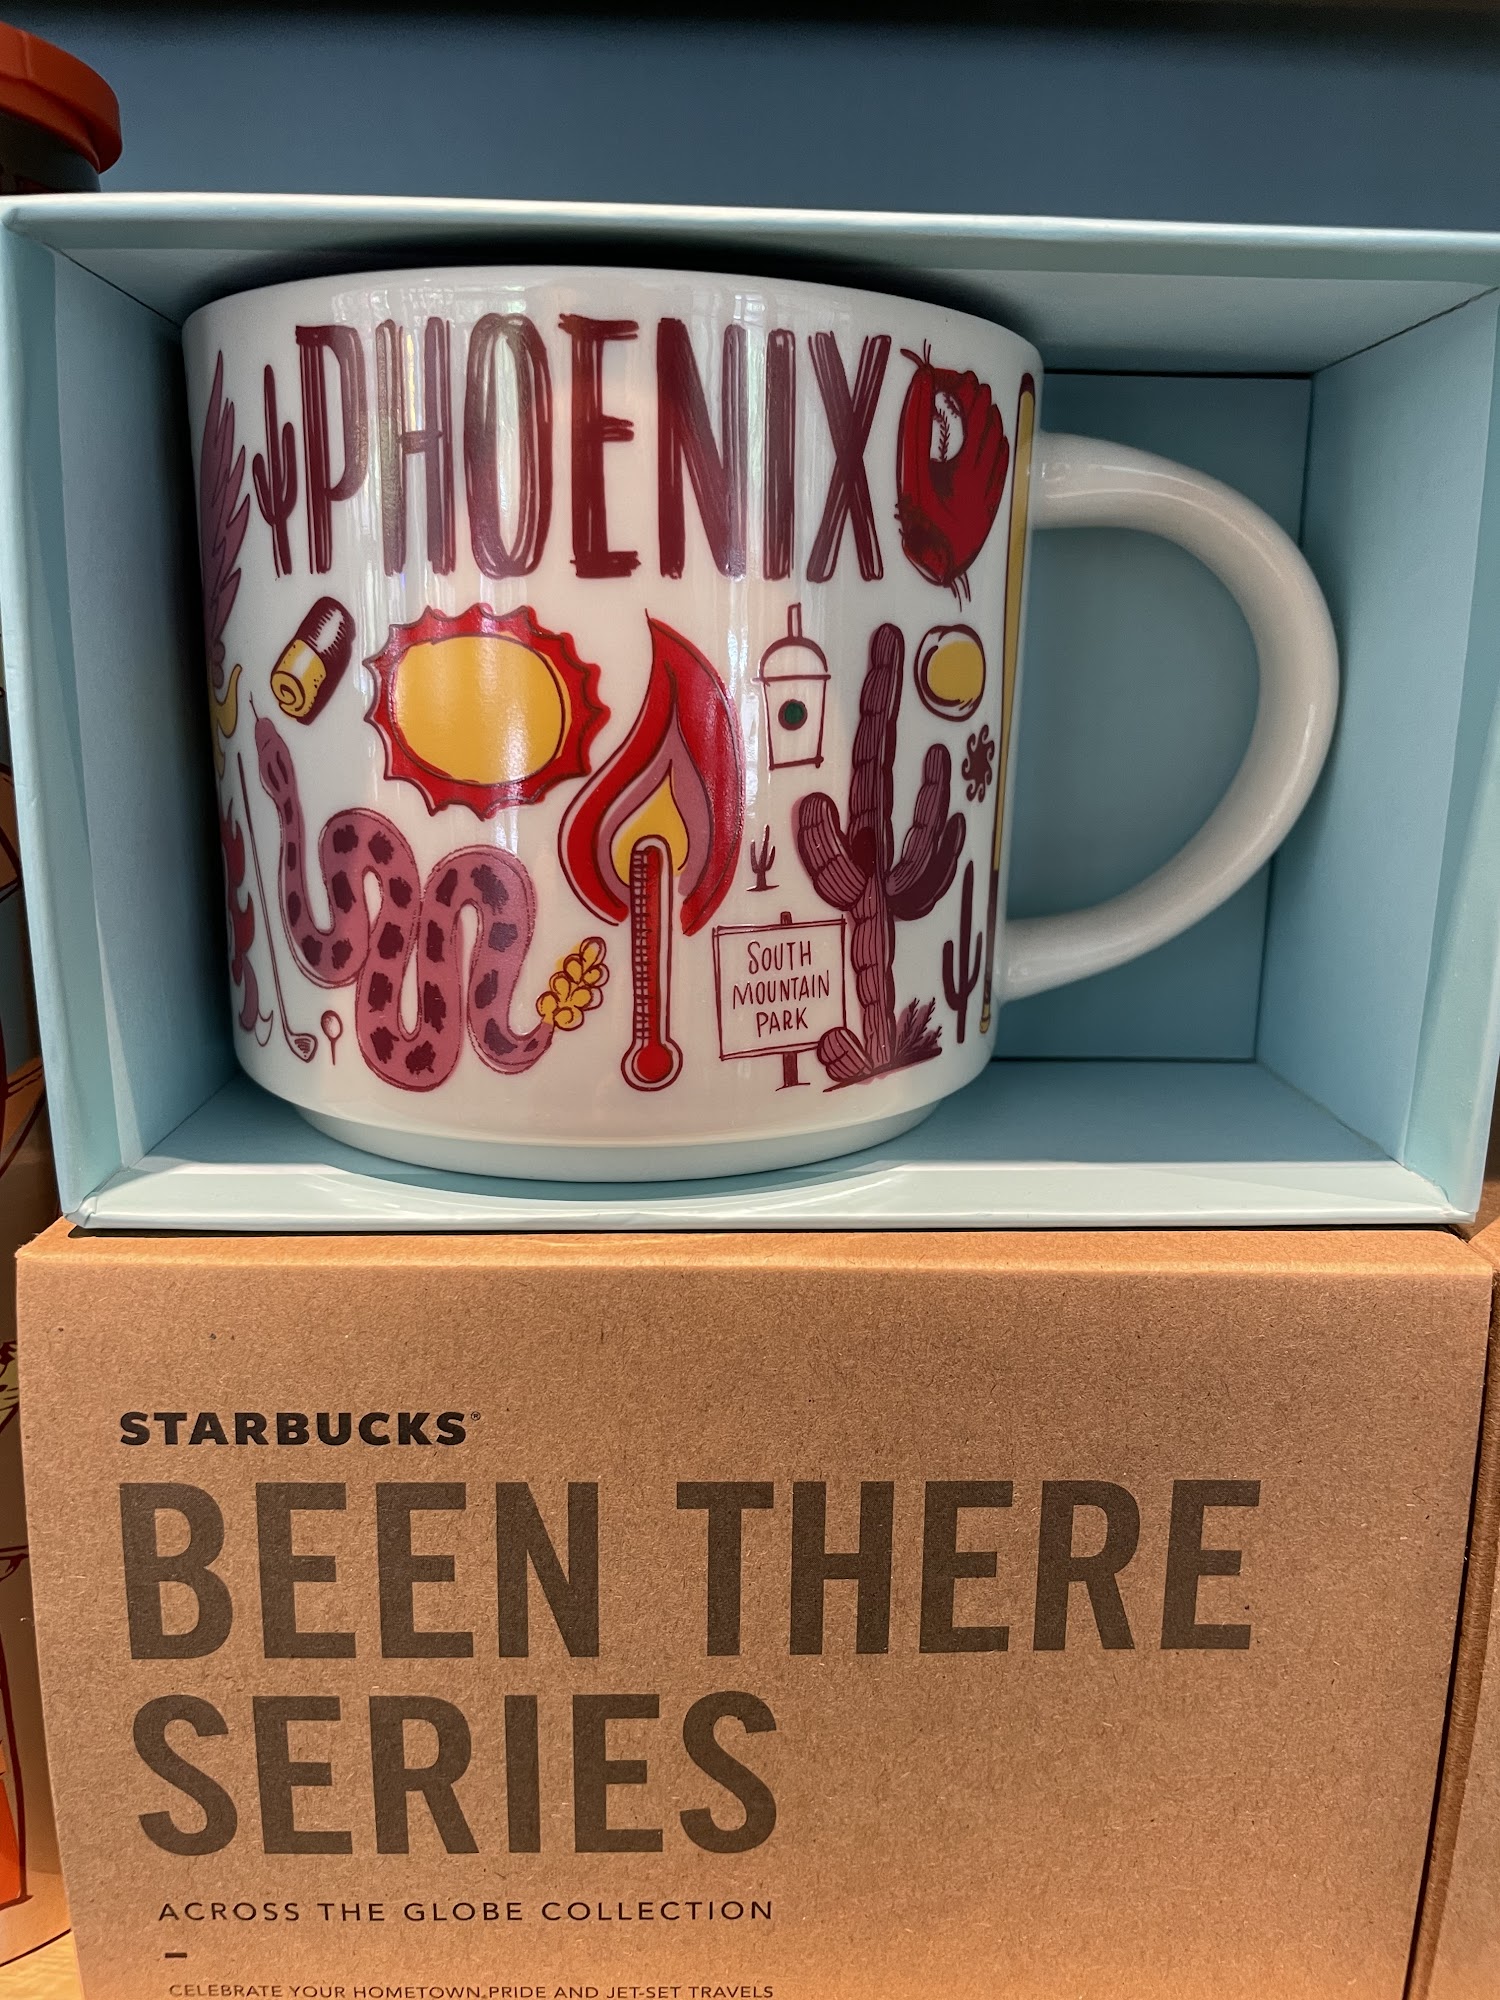 PHOENIX
SOUTH
MOUNTAIN
PARK
STARBUCKS®
BEEN THERE
SERIES
ACROSS THE GLOBE COLLECTION
–
CELEBRATE YOUR HOMETOWN PRIDE AND JET-SET TRAVELS